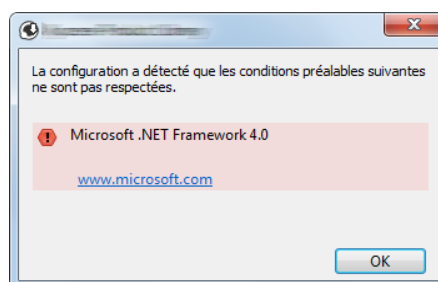 La configuration a détecté que les conditions préalables suivantes
ne sont pas respectées.
Microsoft .NET Framework 4.0
www.microsoft.com
OK